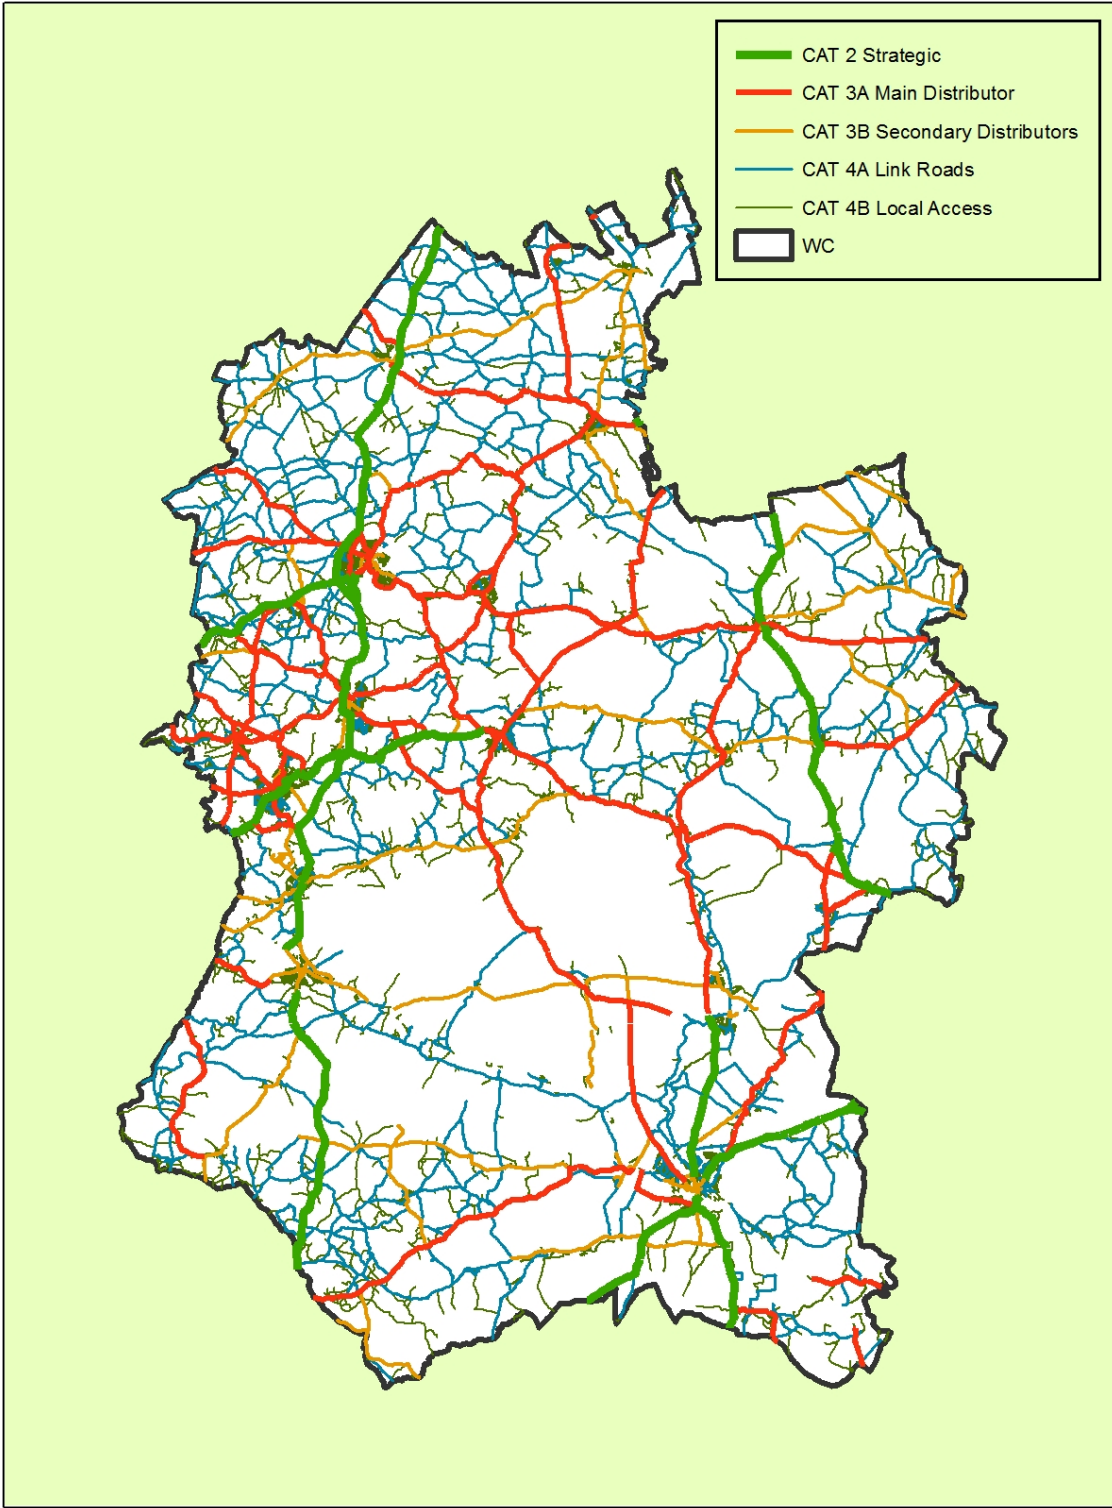 CAT 2 Strategic
CAT 3A Main Distributor
CAT 3B Secondary Distributors
CAT 4A Link Roads
CAT 4B Local Access
WC